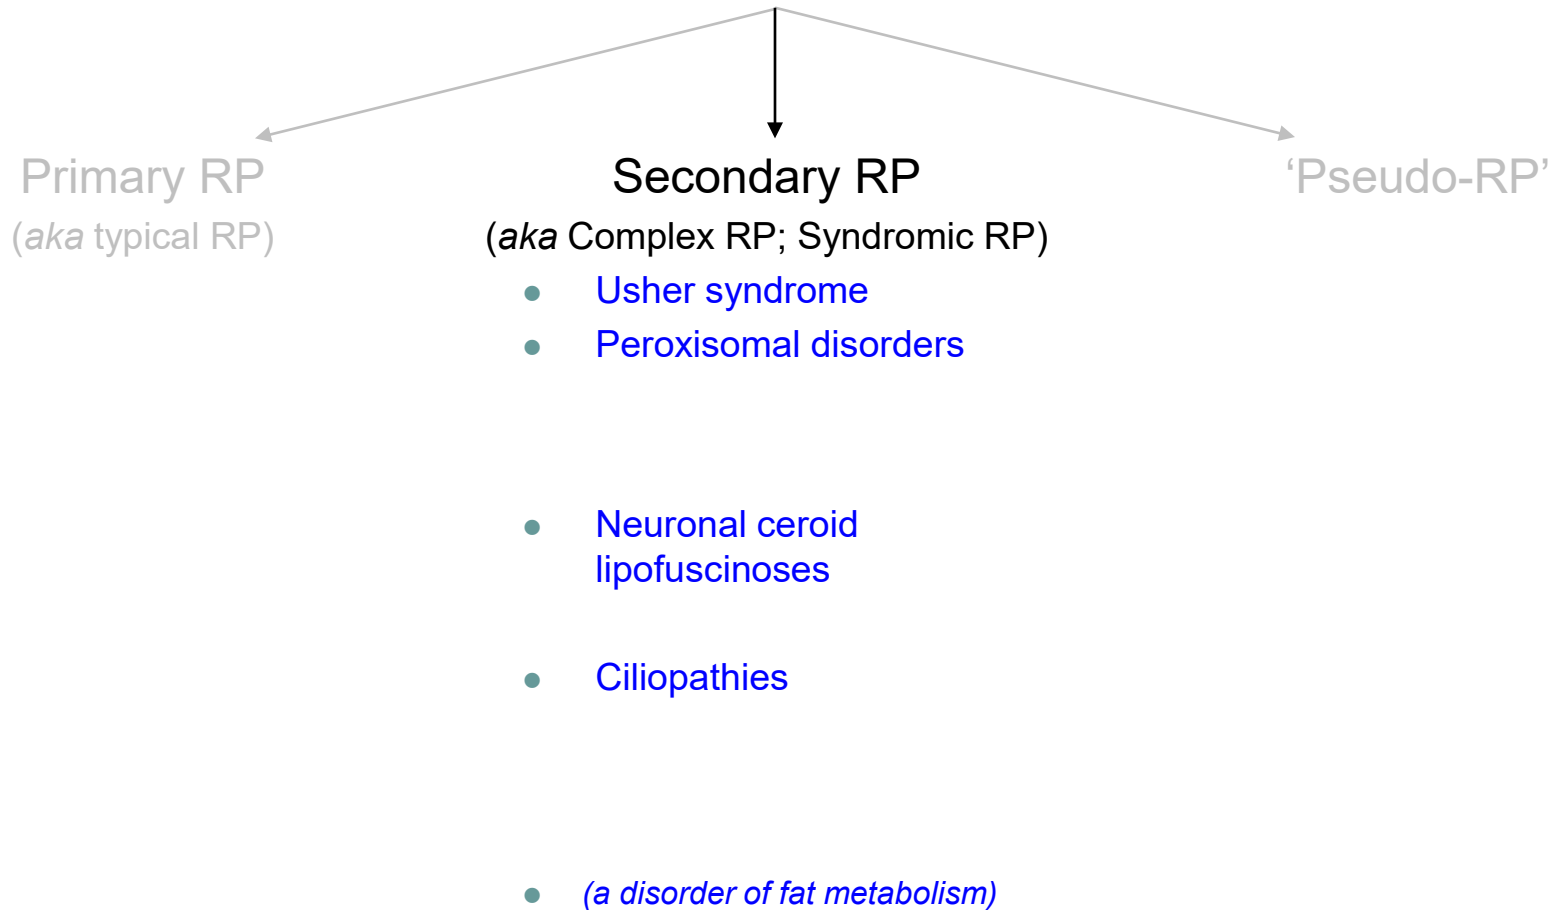 Primary RP
(aka typical RP)
Secondary RP
(aka Complex RP; Syndromic RP)
● Usher syndrome
● Peroxisomal disorders
● Neuronal ceroid
lipofuscinoses
● Ciliopathies
● (a disorder of fat metabolism)
‘Pseudo-RP’